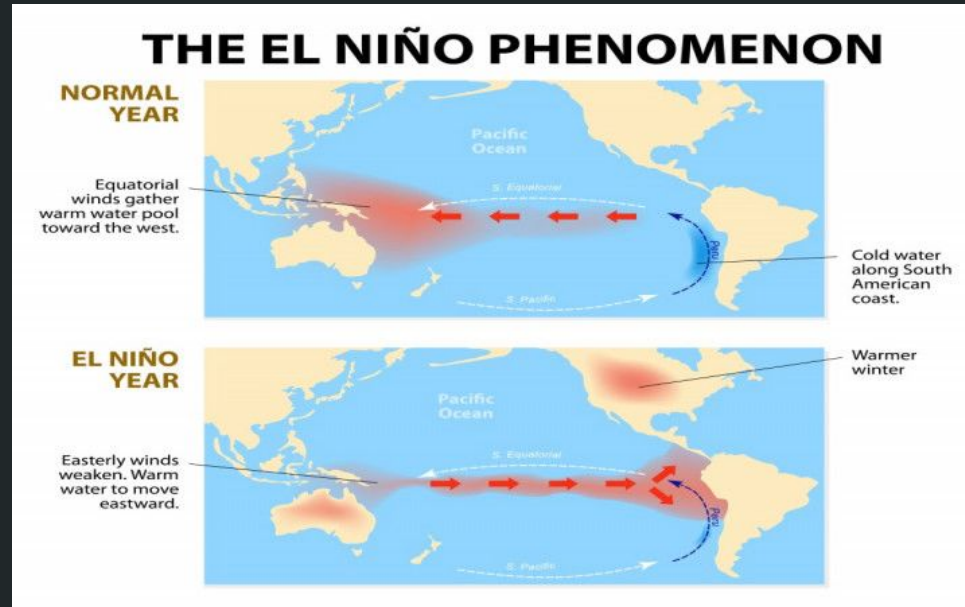 THE EL NIÑO PHENOMENON
NORMAL
YEAR
Pacific
Ocean
Equatorial
winds gather
warm water pool
toward the west.
S. Equatorial
Peru
Cold water
along South
American
coast.
S. Pacific
EL NIÑO
YEAR
Warmer
winter
Pacific
Ocean
Easterly winds
weaken. Warm
water to move
eastward.
S. Equatorial
Peru
S. Pacific